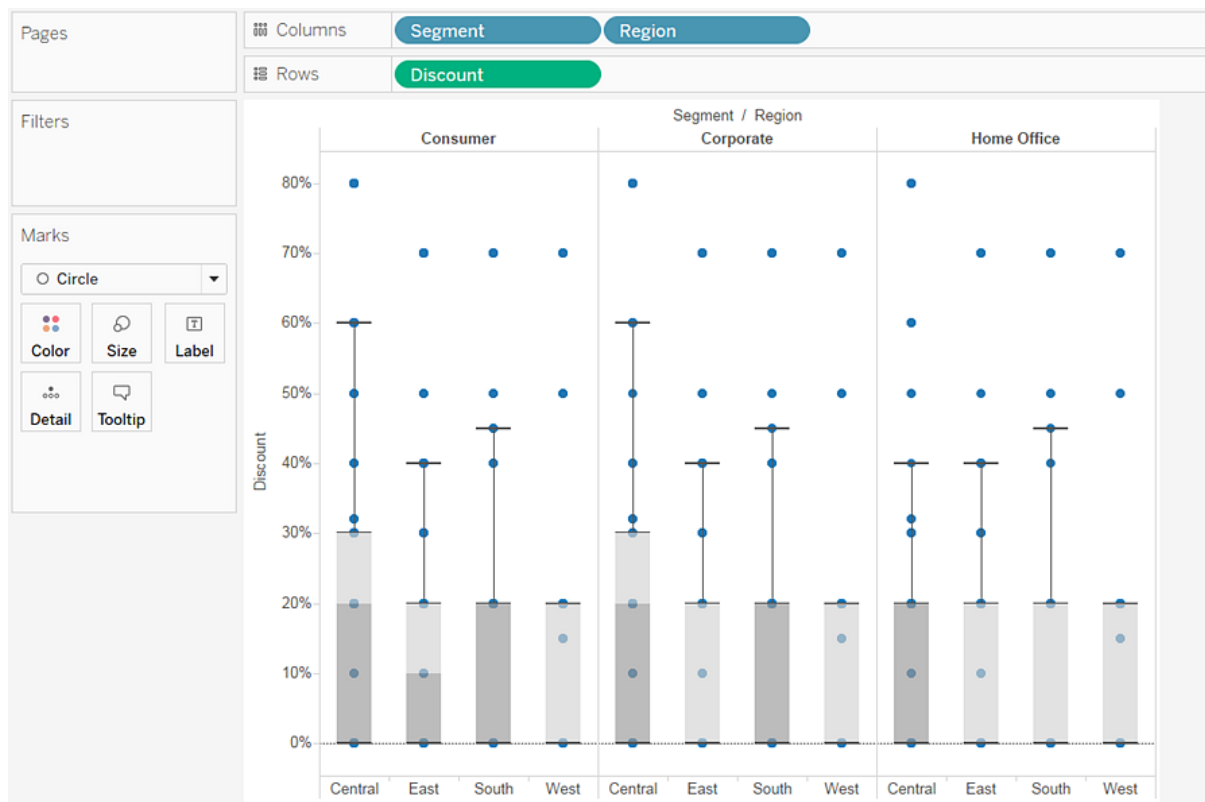 Pages
Columns Segment Region
Rows Discount
Filters
Marks
Circle
Color Size Label
Detail Tooltip
Segment / Region
Consumer Corporate Home Office
Discount
80%
70%
60%
50%
40%
30%
20%
10%
0%
Central East South West Central East South West Central East South West